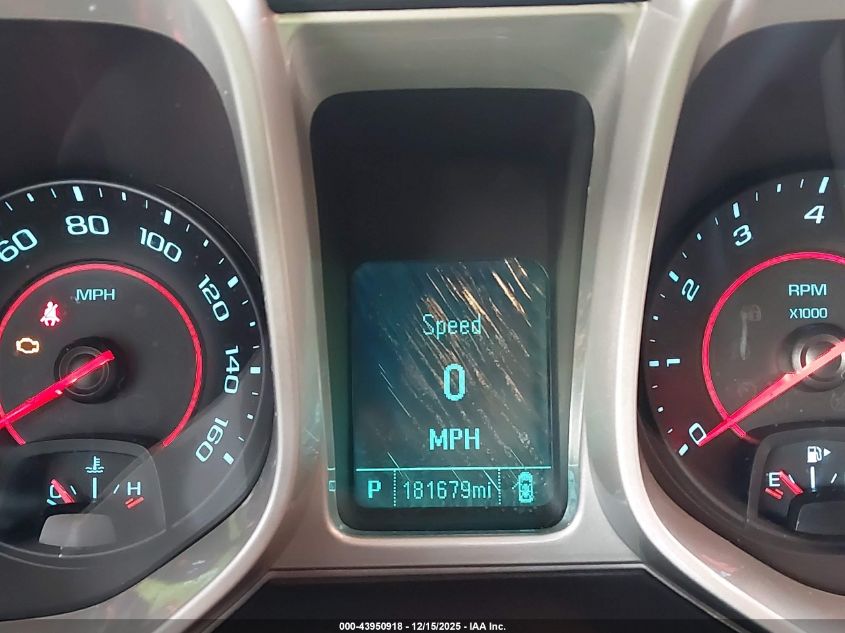 60 80 100 120 140 160
MPH
C H
Speed
0
MPH
P 181679mi
0 1 2 3 4
RPM
X1000
E
000-43950918 - 12/15/2025 - IAA Inc.